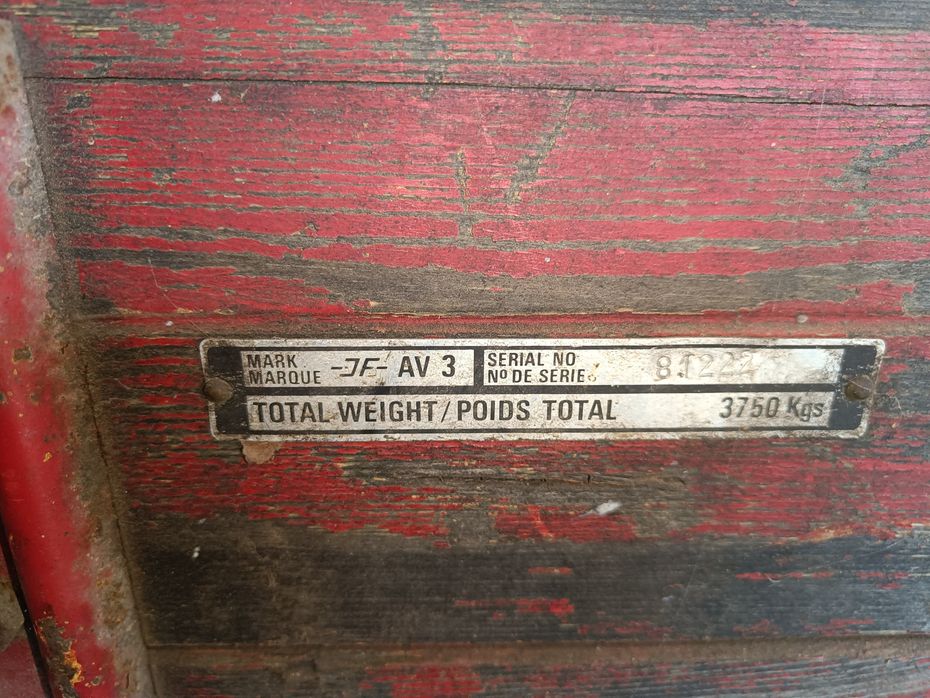 MARK -JF- AV 3 SERIAL NO 81222
MARQUE Nº DE SERIE
TOTAL WEIGHT/POIDS TOTAL 3750 Kgs